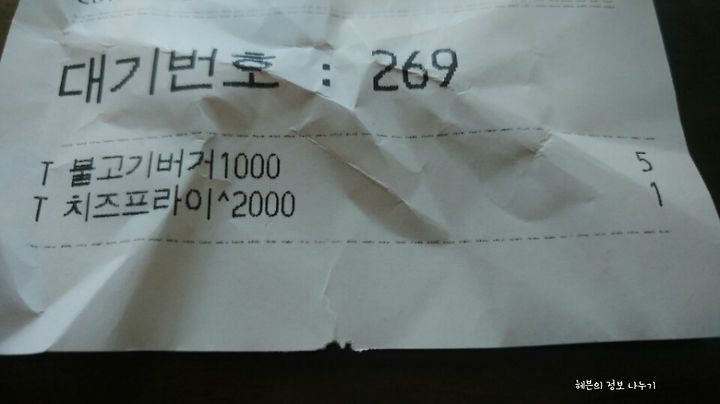 대기번호 : 269
T 불고기버거1000 5
T 치즈프라이^2000 1
헤븐의 정보 나누기